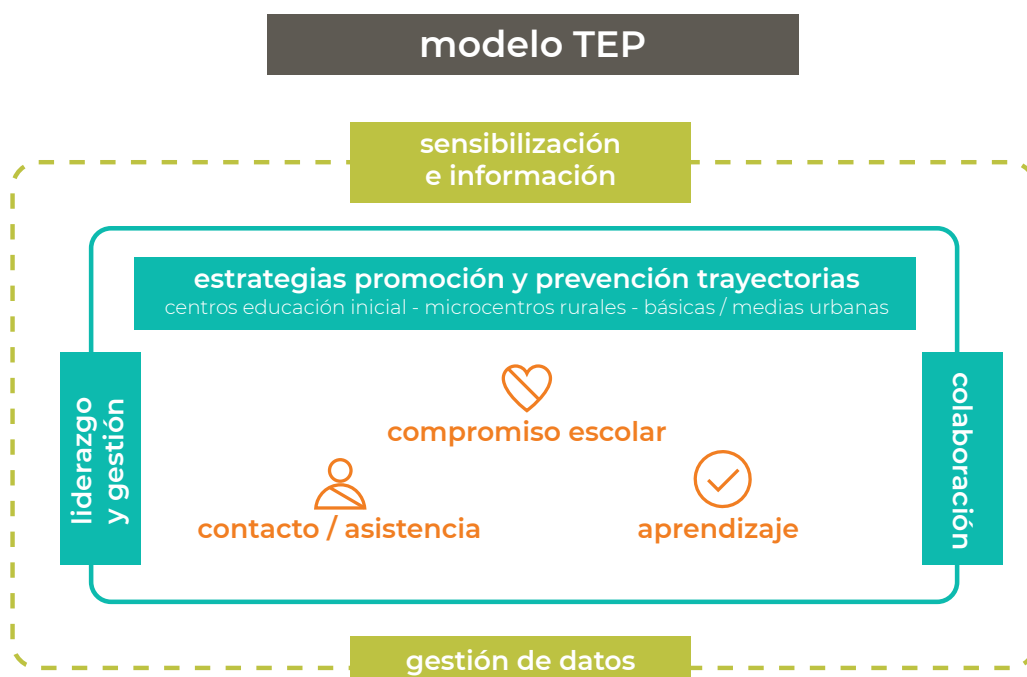 modelo TEP
sensibilización
e información
estrategias promoción y prevención trayectorias
centros educación inicial - microcentros rurales - básicas / medias urbanas
liderazgo
y gestión
compromiso escolar
contacto / asistencia
aprendizaje
colaboración
gestión de datos